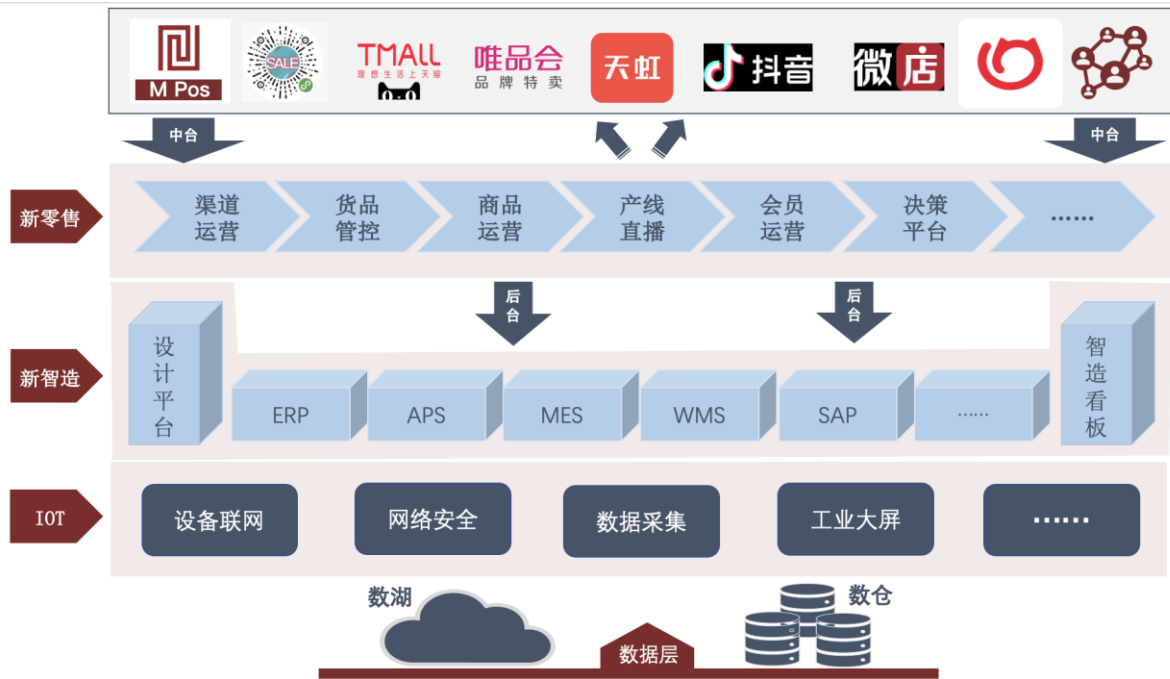 M Pos
SALE
TMALL
理想生活上天猫
唯品会
品牌特卖
天虹
抖音
微店
中台
中台
新零售
渠道
运营
货品
管控
商品
运营
产线
直播
会员
运营
决策
平台
……
后
台
后
台
新智造
设
计
平
台
ERP
APS
MES
WMS
SAP
……
智
造
看
板
IOT
设备联网
网络安全
数据采集
工业大屏
……
数湖
数仓
数据层